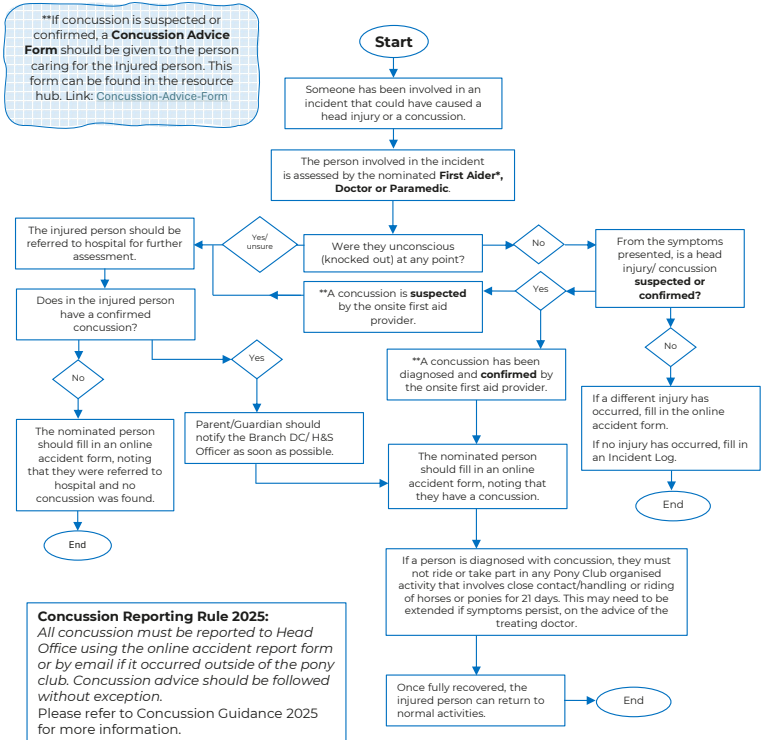 **If concussion is suspected or
confirmed, a Concussion Advice
Form should be given to the person
caring for the Injured person. This
form can be found in the resource
hub. Link: Concussion-Advice-Form
Start
Someone has been involved in an
incident that could have caused a
head injury or a concussion.
The person involved in the incident
is assessed by the nominated First Aider*,
Doctor or Paramedic.
The injured person should be
referred to hospital for further
assessment.
Yes/
unsure
Were they unconscious
(knocked out) at any point?
No
From the symptoms
presented, is a head
injury/ concussion
suspected or
confirmed?
Does in the injured person
have a confirmed
concussion?
**A concussion is suspected
by the onsite first aid
provider.
Yes
No
Yes
**A concussion has been
diagnosed and confirmed by
the onsite first aid provider.
No
If a different injury has
occurred, fill in the online
accident form.
If no injury has occurred, fill in
an Incident Log.
The nominated person
should fill in an online
accident form, noting
that they were referred to
hospital and no
concussion was found.
Parent/Guardian should
notify the Branch DC/ H&S
Officer as soon as possible.
The nominated person
should fill in an online
accident form, noting that
they have a concussion.
End
End
If a person is diagnosed with concussion, they must
not ride or take part in any Pony Club organised
activity that involves close contact/handling or riding
of horses or ponies for 21 days. This may need to be
extended if symptoms persist, on the advice of the
treating doctor.
Concussion Reporting Rule 2025:
All concussion must be reported to Head
Office using the online accident report form
or by email if it occurred outside of the pony
club. Concussion advice should be followed
without exception.
Please refer to Concussion Guidance 2025
for more information.
Once fully recovered, the
injured person can return to
normal activities.
End